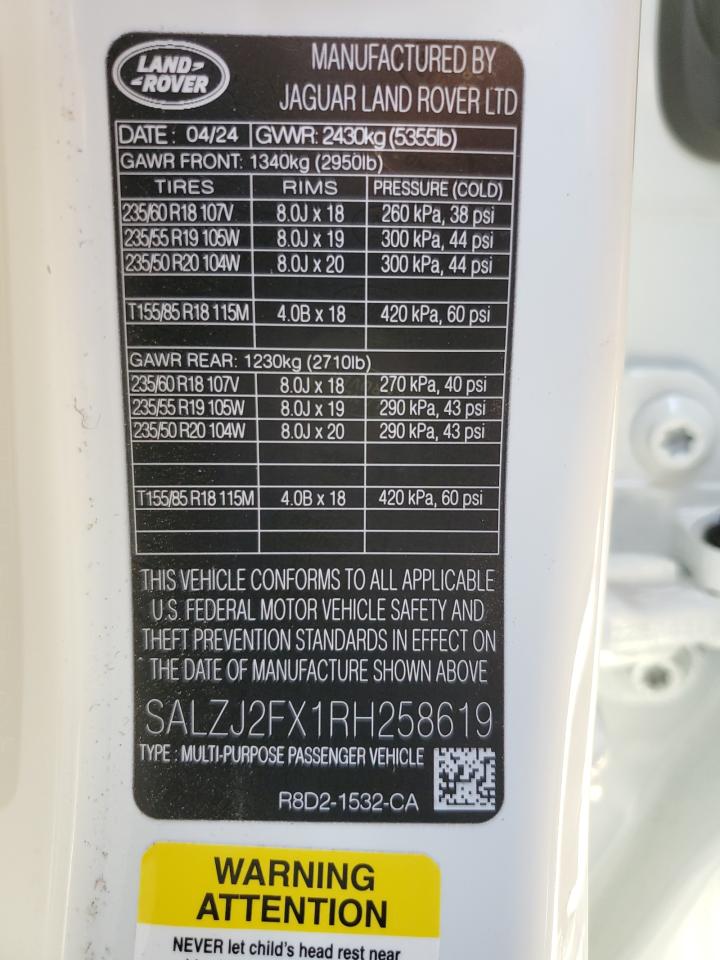 LAND-
-ROVER
MANUFACTURED BY
JAGUAR LAND ROVER LTD
DATE: 04/24 GVWR: 2430kg (5355lb)
GAWR FRONT: 1340kg (2950lb)
TIRES RIMS PRESSURE (COLD)
235/60 R18 107V 8.0J x 18 260 kPa, 38 psi
235/55 R19 105W 8.0J x 19 300 kPa, 44 psi
235/50 R20 104W 8.0J x 20 300 kPa, 44 psi
T155/85 R18 115M 4.0B x 18 420 kPa, 60 psi
GAWR REAR: 1230kg (2710lb)
235/60 R18 107V 8.0J x 18 270 kPa, 40 psi
235/55 R19 105W 8.0J x 19 290 kPa, 43 psi
235/50 R20 104W 8.0J x 20 290 kPa, 43 psi
T155/85 R18 115M 4.0B x 18 420 kPa, 60 psi
THIS VEHICLE CONFORMS TO ALL APPLICABLE
U.S. FEDERAL MOTOR VEHICLE SAFETY AND
THEFT PREVENTION STANDARDS IN EFFECT ON
THE DATE OF MANUFACTURE SHOWN ABOVE
SALZJ2FX1RH258619
TYPE : MULTI-PURPOSE PASSENGER VEHICLE
R8D2-1532-CA
WARNING
ATTENTION
NEVER let child's head rest near